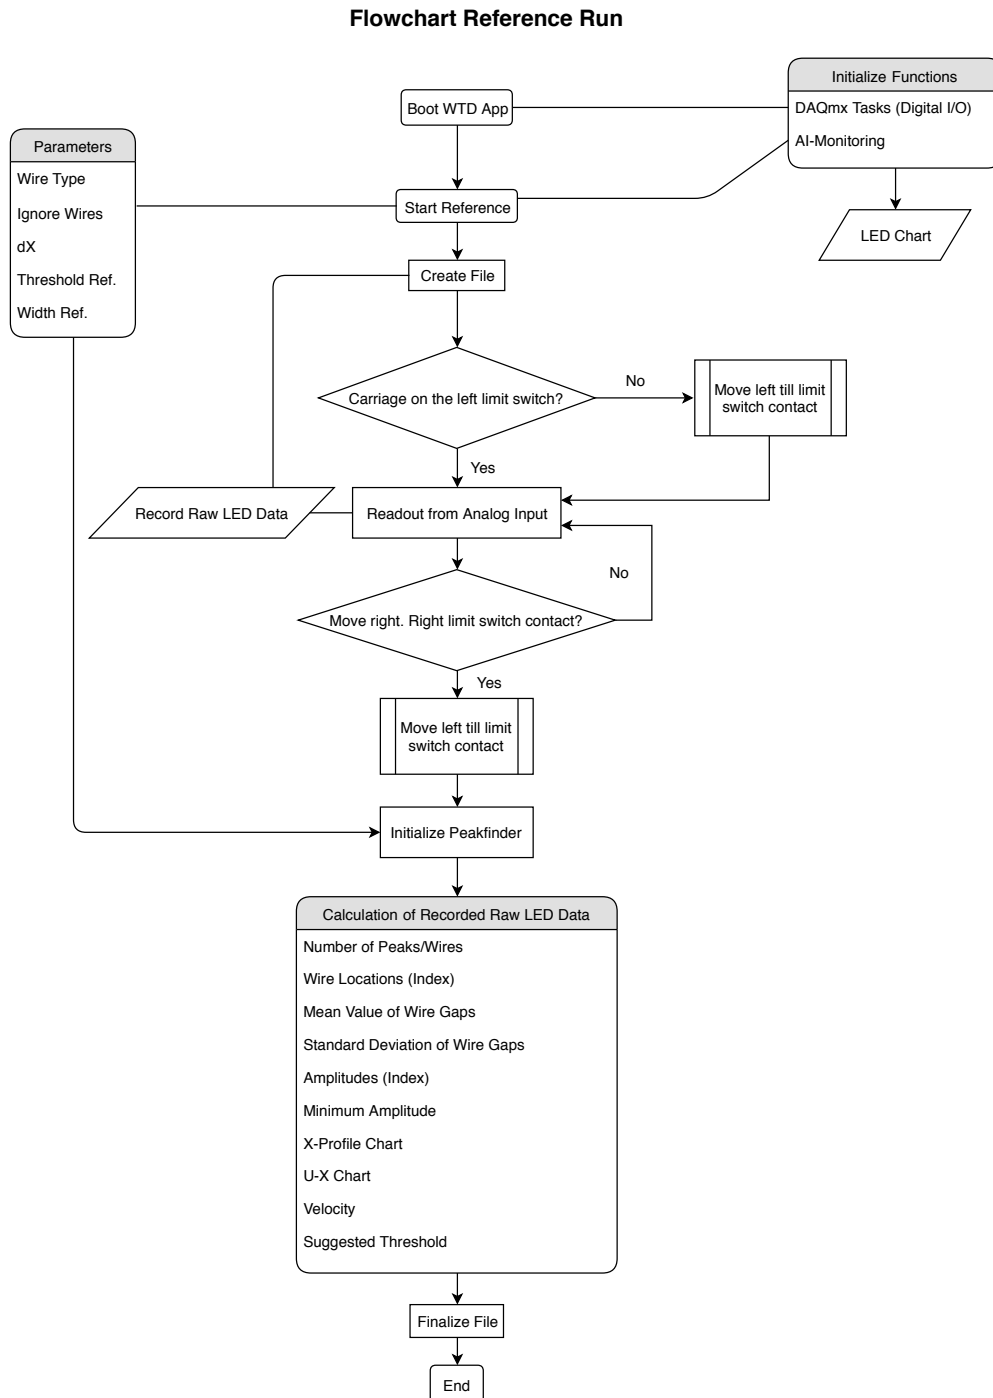 Flowchart Reference Run
Initialize Functions
DAQmx Tasks (Digital I/O)
AI-Monitoring
Boot WTD App
Parameters
Wire Type
Ignore Wires
dX
Threshold Ref.
Width Ref.
Start Reference
LED Chart
Create File
Carriage on the left limit switch?
No
Move left till limit
switch contact
Yes
Record Raw LED Data
Readout from Analog Input
No
Move right. Right limit switch contact?
Yes
Move left till limit
switch contact
Initialize Peakfinder
Calculation of Recorded Raw LED Data
Number of Peaks/Wires
Wire Locations (Index)
Mean Value of Wire Gaps
Standard Deviation of Wire Gaps
Amplitudes (Index)
Minimum Amplitude
X-Profile Chart
U-X Chart
Velocity
Suggested Threshold
Finalize File
End